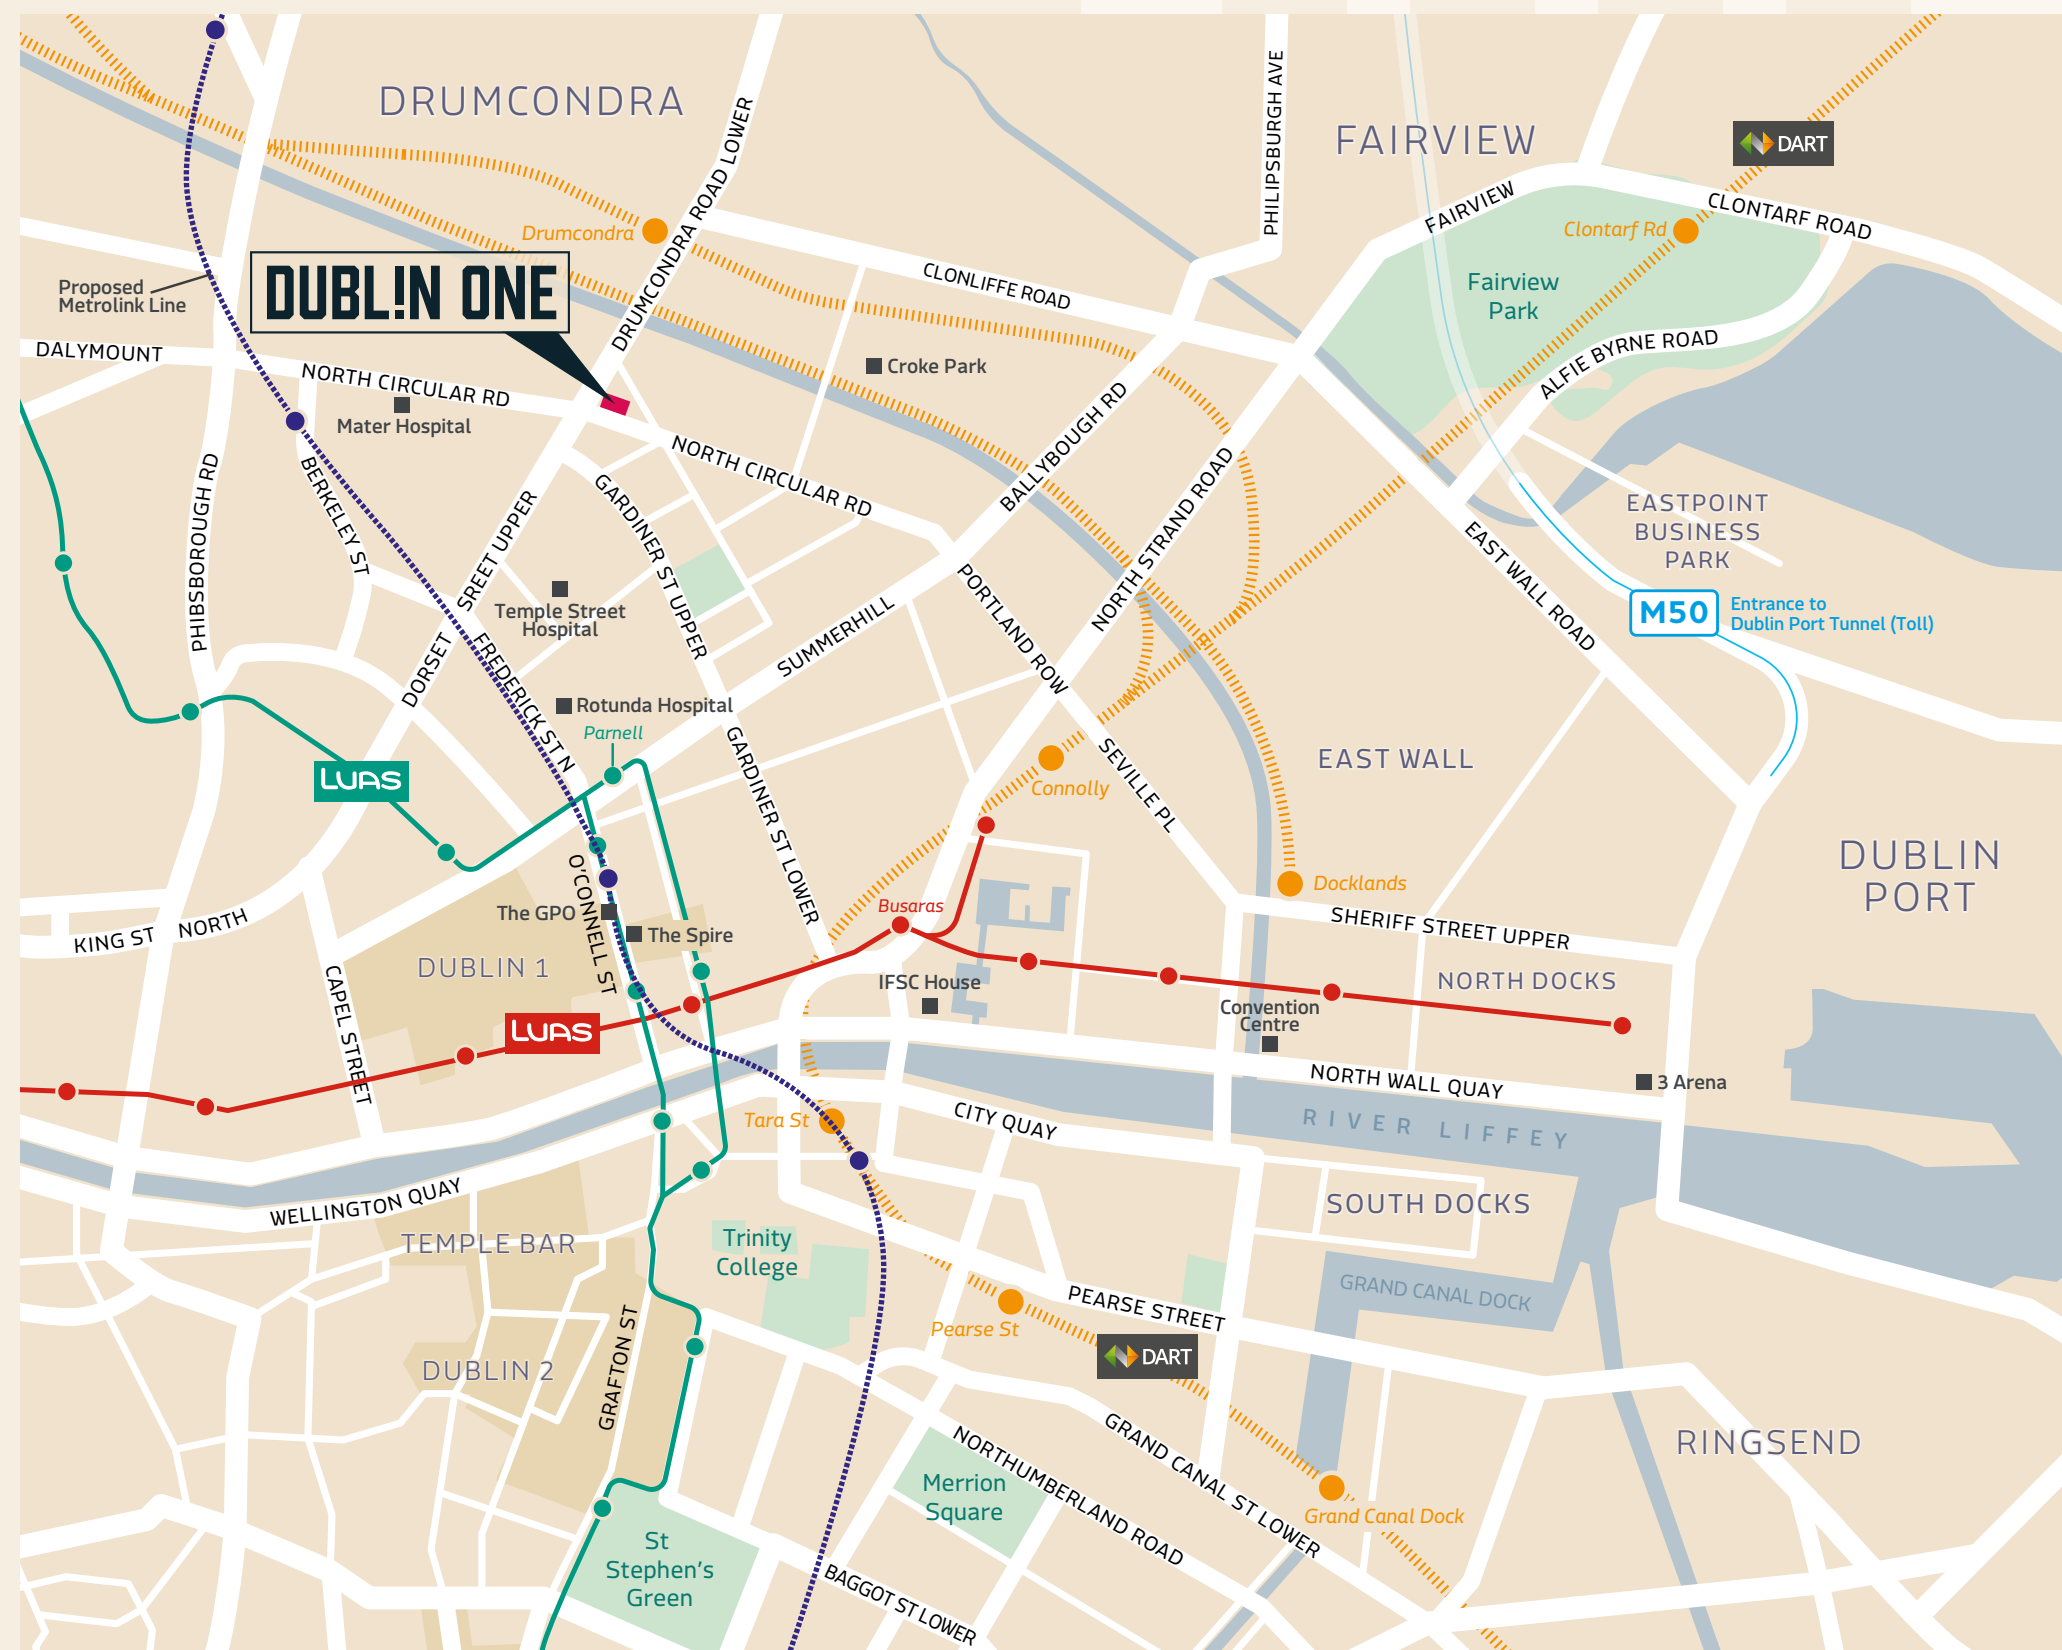 DRUMCONDRA
FAIRVIEW
DART
DRUMCONDRA ROAD LOWER
PHILIPSBURGH AVE
FAIRVIEW
CLONTARF ROAD
Drumcondra
Clontarf Rd
Proposed
Metrolink Line
DUBL!N ONE
CLONLIFFE ROAD
Fairview
Park
DALYMOUNT
NORTH CIRCULAR RD
Mater Hospital
Croke Park
ALFIE BYRNE ROAD
NORTH CIRCULAR RD
BALLYBOUGH RD
NORTH STRAND ROAD
PHIBSBOROUGH RD
BERKELEY ST
DORSET SREET UPPER
GARDINER ST UPPER
EASTPOINT
BUSINESS
PARK
EAST WALL ROAD
M50
Entrance to
Dublin Port Tunnel (Toll)
Temple Street
Hospital
SUMMERHILL
PORTLAND ROW
FREDERICK ST N
Rotunda Hospital
Parnell
LUAS
GARDINER ST LOWER
SEVILLE PL
EAST WALL
Connolly
DUBLIN
PORT
Docklands
O'CONNELL ST
The GPO
The Spire
Busaras
SHERIFF STREET UPPER
KING ST NORTH
DUBLIN 1
CAPEL STREET
IFSC House
NORTH DOCKS
Convention
Centre
LUAS
3 Arena
NORTH WALL QUAY
CITY QUAY
Tara St
RIVER LIFFEY
WELLINGTON QUAY
TEMPLE BAR
Trinity
College
SOUTH DOCKS
GRAND CANAL DOCK
PEARSE STREET
Pearse St
DART
DUBLIN 2
GRAFTON ST
RINGSEND
NORTHUMBERLAND ROAD
GRAND CANAL ST LOWER
Merrion
Square
Grand Canal Dock
St
Stephen's
Green
BAGGOT ST LOWER